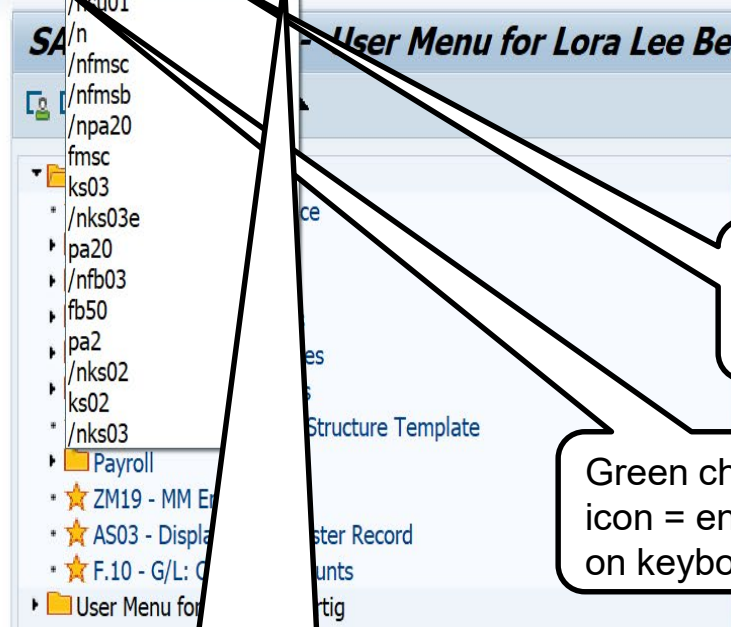 /nsu01
SA - User Menu for Lora Lee Be
/n
/nfmsc
/nfmsb
/npa20
fmsc
ks03
/nks03e
ce
pa20
/nfb03
fb50
pa2
es
/nks02
s
ks02
/nks03
Structure Template
Payroll
ZM19 - MM E
AS03 - Displa ster Record
F.10 - G/L: C unts
User Menu for rtig
Green ch
icon = en
on keybo